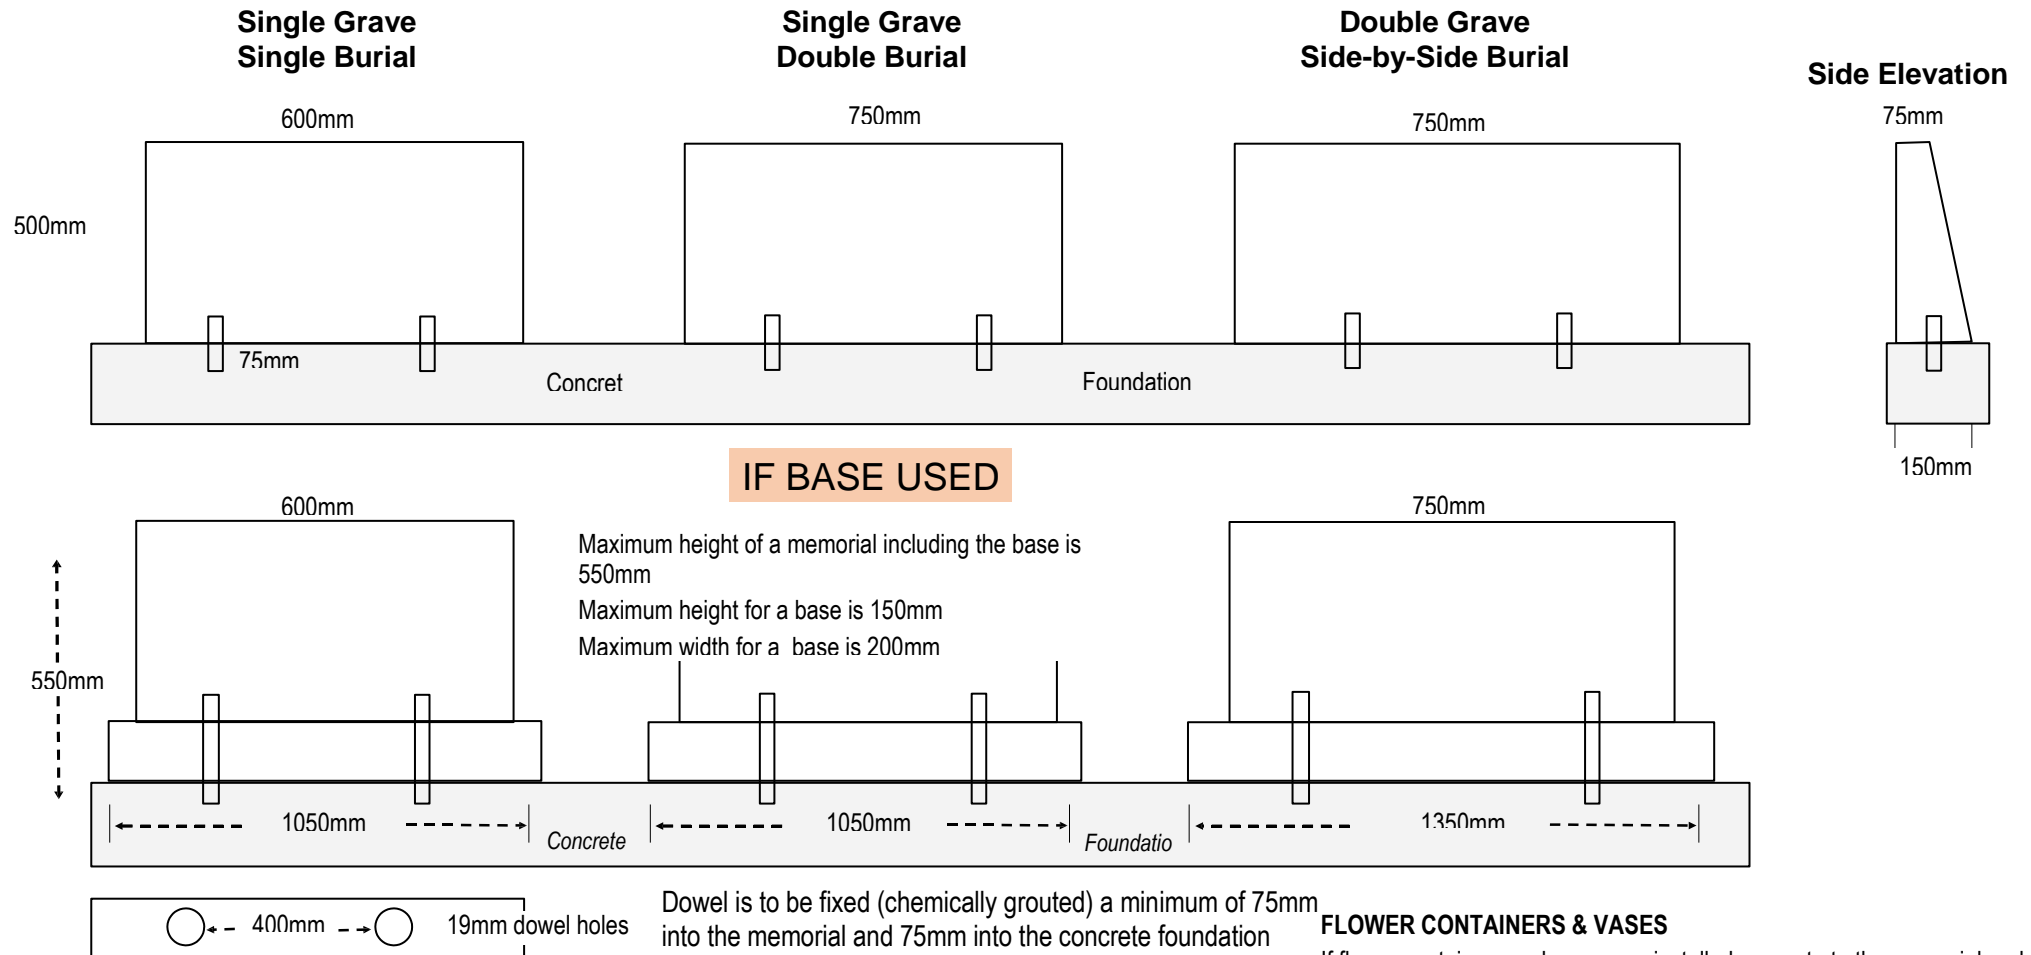 Single Grave
Single Burial
Single Grave
Double Burial
Double Grave
Side-by-Side Burial
Side Elevation
600mm
750mm
750mm
75mm
500mm
75mm
Concret
Foundation
150mm
IF BASE USED
600mm
750mm
Maximum height of a memorial including the base is
550mm
Maximum height for a base is 150mm
Maximum width for a base is 200mm
550mm
1050mm
1050mm
1350mm
Concrete
Foundatio
400mm
19mm dowel holes
Dowel is to be fixed (chemically grouted) a minimum of 75mm
into the memorial and 75mm into the concrete foundation
FLOWER CONTAINERS & VASES